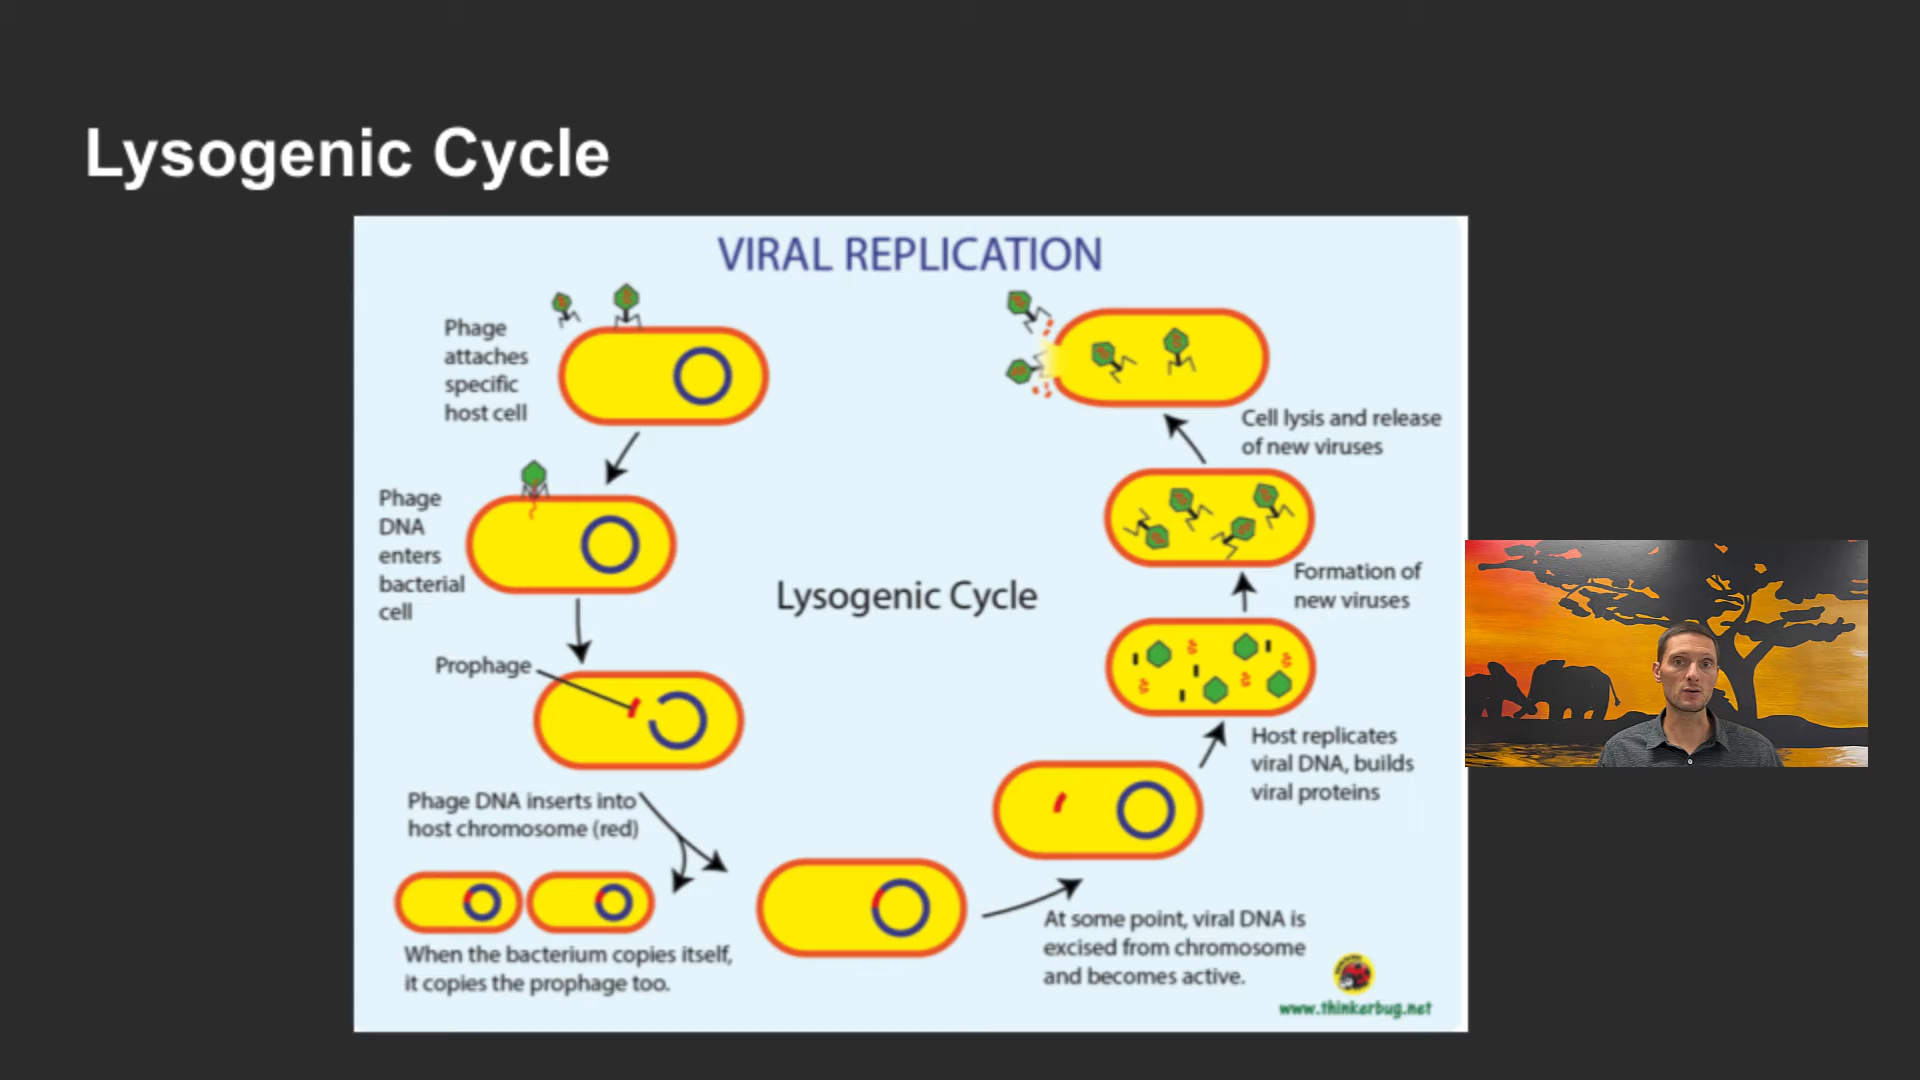 Lysogenic Cycle
VIRAL REPLICATION
Phage
attaches
specific
host cell
Phage
DNA
enters
bacterial
cell
Prophage
Phage DNA inserts into
host chromosome (red)
When the bacterium copies itself,
it copies the prophage too.
Lysogenic Cycle
At some point, viral DNA is
excised from chromosome
and becomes active.
Host replicates
viral DNA, builds
viral proteins
Formation of
new viruses
Cell lysis and release
of new viruses
www.thinkerbug.net